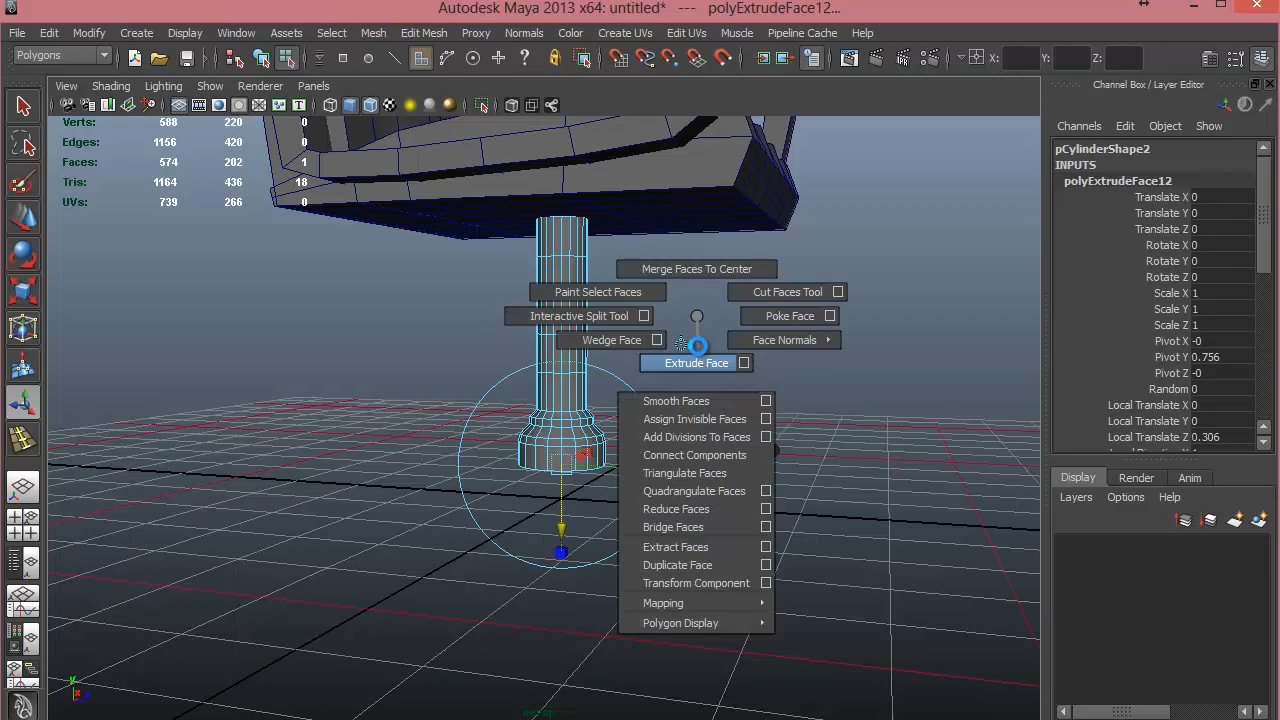 Autodesk Maya 2013 x64: untitled* --- polyExtrudeFace12...
File Edit Modify Create Display Window Assets Select Mesh Edit Mesh Proxy Normals Color Create UVs Edit UVs Muscle Pipeline Cache Help
Polygons
X: Y: Z:
View Shading Lighting Show Renderer Panels
Channel Box / Layer Editor
Channels Edit Object Show
Verts: 588 220 0
Edges: 1156 420 0
Faces: 574 202 1
Tris: 1164 436 18
UVs: 739 266 0
Merge Faces To Center
Paint Select Faces
Cut Faces Tool
Interactive Split Tool
Poke Face
Wedge Face
Face Normals
Extrude Face
Smooth Faces
Assign Invisible Faces
Add Divisions To Faces
Connect Components
Triangulate Faces
Quadrangulate Faces
Reduce Faces
Bridge Faces
Extract Faces
Duplicate Face
Transform Component
Mapping
Polygon Display
pCylinderShape2
INPUTS
polyExtrudeFace12
Translate X 0
Translate Y 0
Translate Z 0
Rotate X 0
Rotate Y 0
Rotate Z 0
Scale X 1
Scale Y 1
Scale Z 1
Pivot X -0
Pivot Y 0.756
Pivot Z -0
Random 0
Local Translate X 0
Local Translate Y 0
Local Translate Z 0.306
Display Render Anim
Layers Options Help
y
x z